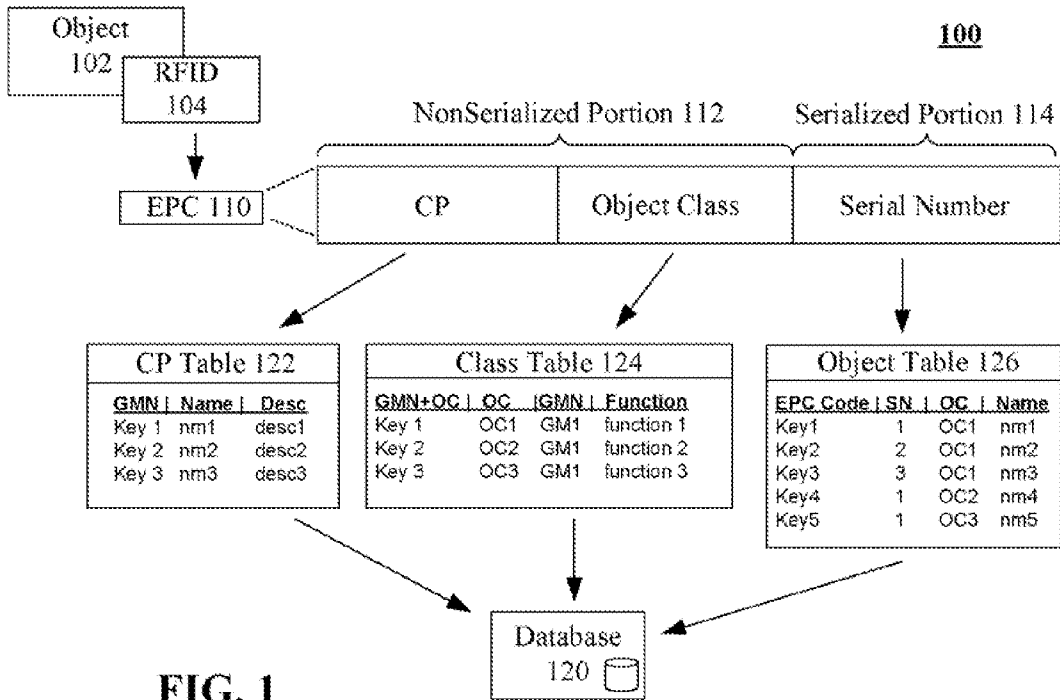 Object
102
100
RFID
104
NonSerialized Portion 112
Serialized Portion 114
EPC 110
CP
Object Class
Serial Number
CP Table 122
GMN | Name | Desc
Key 1 nm1 desc1
Key 2 nm2 desc2
Key 3 nm3 desc3
Class Table 124
GMN+OC | OC |GMN | Function
Key 1 OC1 GM1 function 1
Key 2 OC2 GM1 function 2
Key 3 OC3 GM1 function 3
Object Table 126
EPC Code | SN | OC | Name
Key1 1 OC1 nm1
Key2 2 OC1 nm2
Key3 3 OC1 nm3
Key4 1 OC2 nm4
Key5 1 OC3 nm5
Database
120
FIG. 1